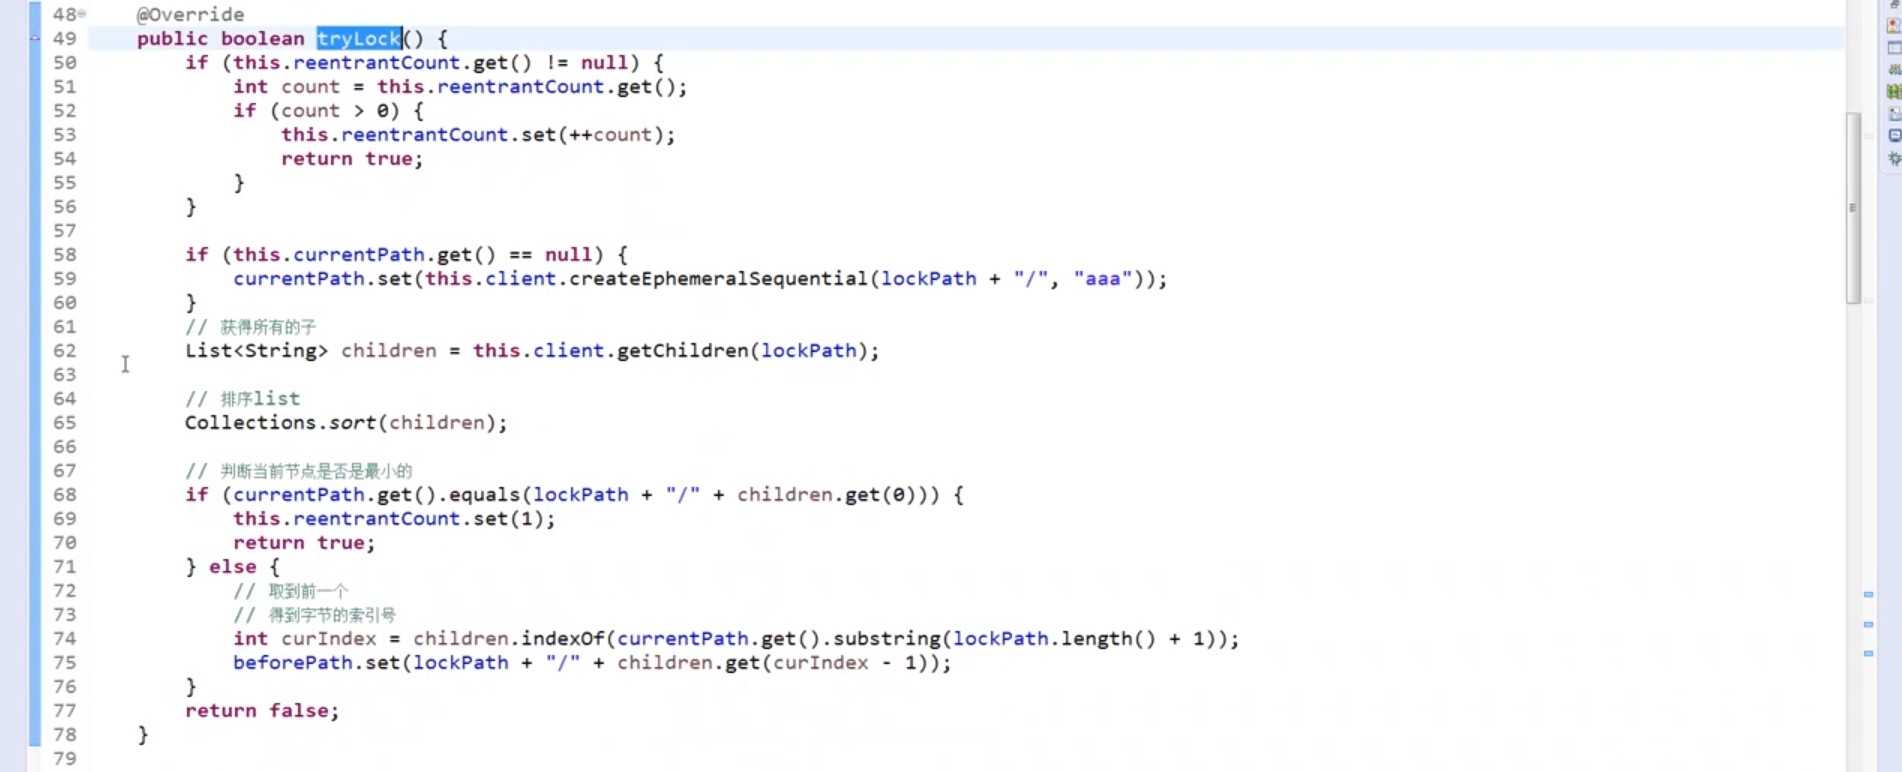 48 @Override
49 public boolean tryLock() {
50 if (this.reentrantCount.get() != null) {
51 int count = this.reentrantCount.get();
52 if (count > 0) {
53 this.reentrantCount.set(++count);
54 return true;
55 }
56 }
57
58 if (this.currentPath.get() == null) {
59 currentPath.set(this.client.createEphemeralSequential(lockPath + "/", "aaa"));
60 }
61 // 获得所有的子
62 List<String> children = this.client.getChildren(lockPath);
63
64 // 排序list
65 Collections.sort(children);
66
67 // 判断当前节点是否是最小的
68 if (currentPath.get().equals(lockPath + "/" + children.get(0))) {
69 this.reentrantCount.set(1);
70 return true;
71 } else {
72 // 取到前一个
73 // 得到字节的索引号
74 int curIndex = children.indexOf(currentPath.get().substring(lockPath.length() + 1));
75 beforePath.set(lockPath + "/" + children.get(curIndex - 1));
76 }
77 return false;
78 }
79